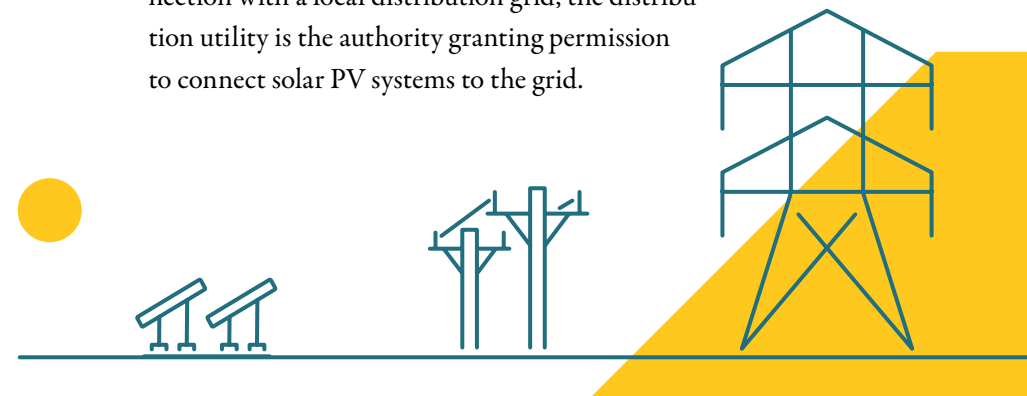 nection with a local distribution grid, the distribu
tion utility is the authority granting permission
to connect solar PV systems to the grid.